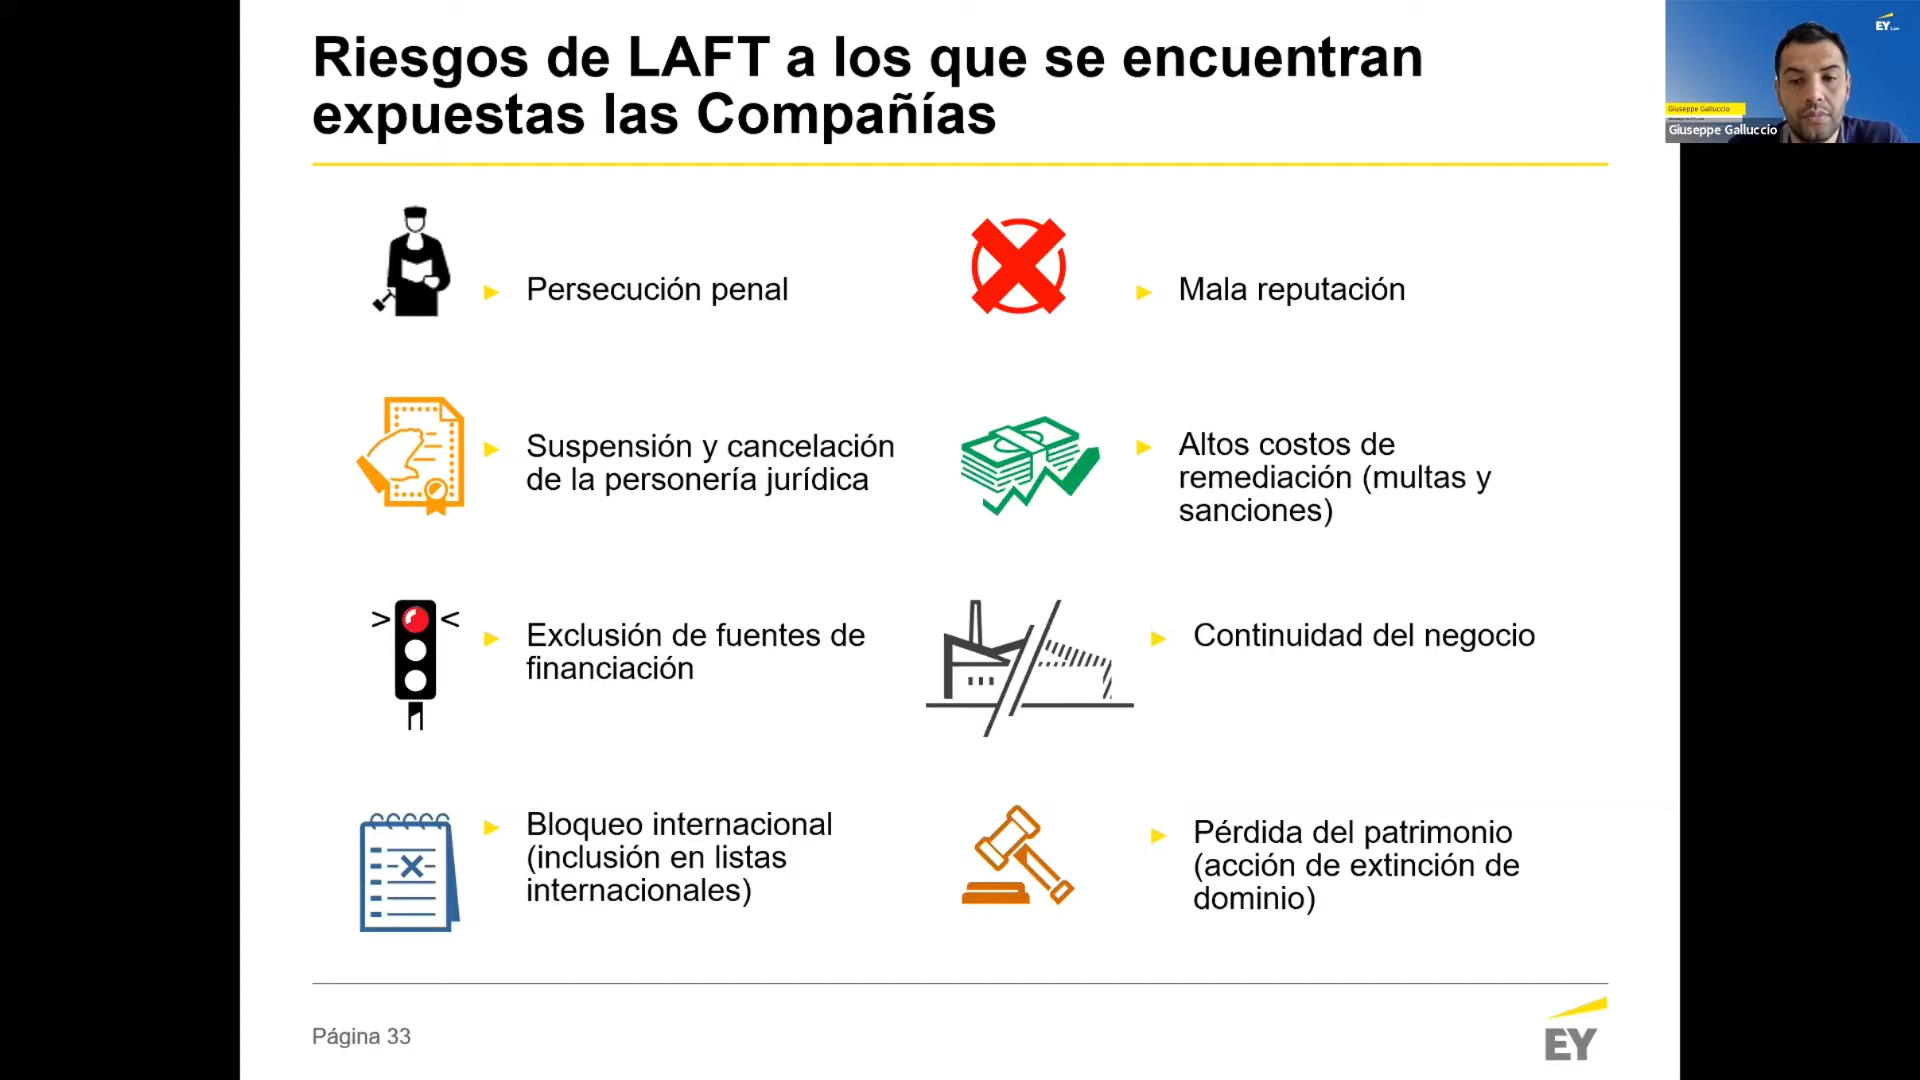 Riesgos de LAFT a los que se encuentran
expuestas las Compañías
Persecución penal
Mala reputación
Suspensión y cancelación
de la personería jurídica
Altos costos de
remediación (multas y
sanciones)
Exclusión de fuentes de
financiación
Continuidad del negocio
Bloqueo internacional
(inclusión en listas
internacionales)
Pérdida del patrimonio
(acción de extinción de
dominio)
Página 33
EY
EY
Giuseppe Galluccio
Giuseppe Galluccio